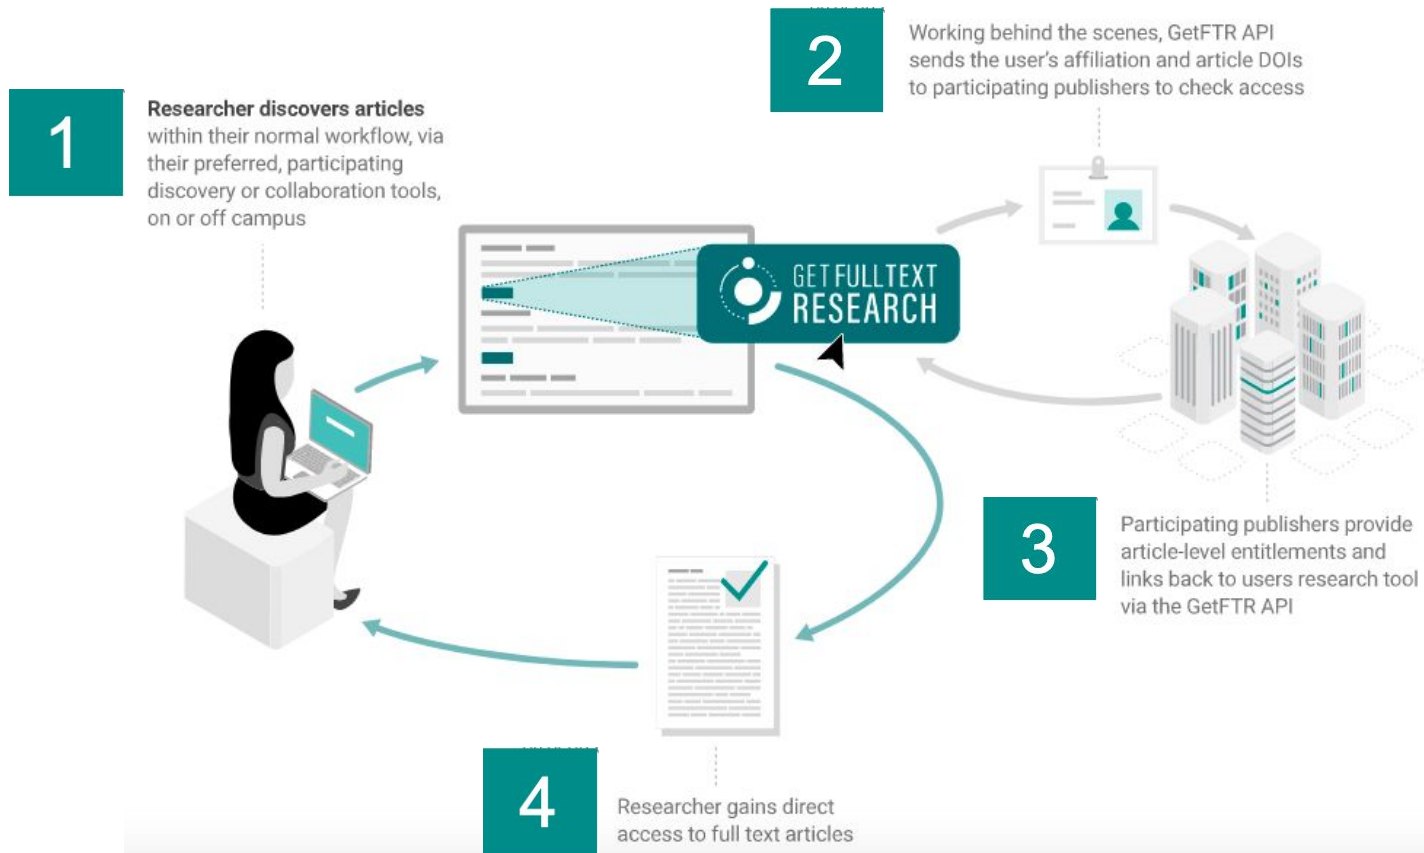 1
Researcher discovers articles
within their normal workflow, via
their preferred, participating
discovery or collaboration tools,
on or off campus
2
Working behind the scenes, GetFTR API
sends the user's affiliation and article DOIs
to participating publishers to check access
GET FULL TEXT
RESEARCH
3
Participating publishers provide
article-level entitlements and
links back to users research tool
via the GetFTR API
4
Researcher gains direct
access to full text articles